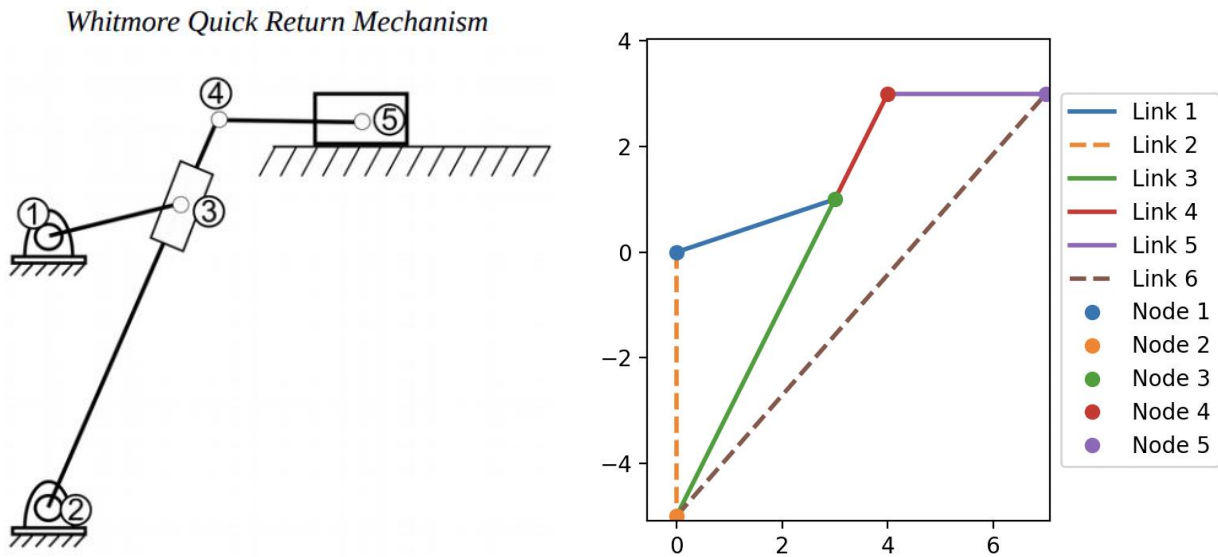 Whitmore Quick Return Mechanism
④
⑤
①
③
②
4
2
0
−2
−4
0 2 4 6
Link 1
Link 2
Link 3
Link 4
Link 5
Link 6
Node 1
Node 2
Node 3
Node 4
Node 5